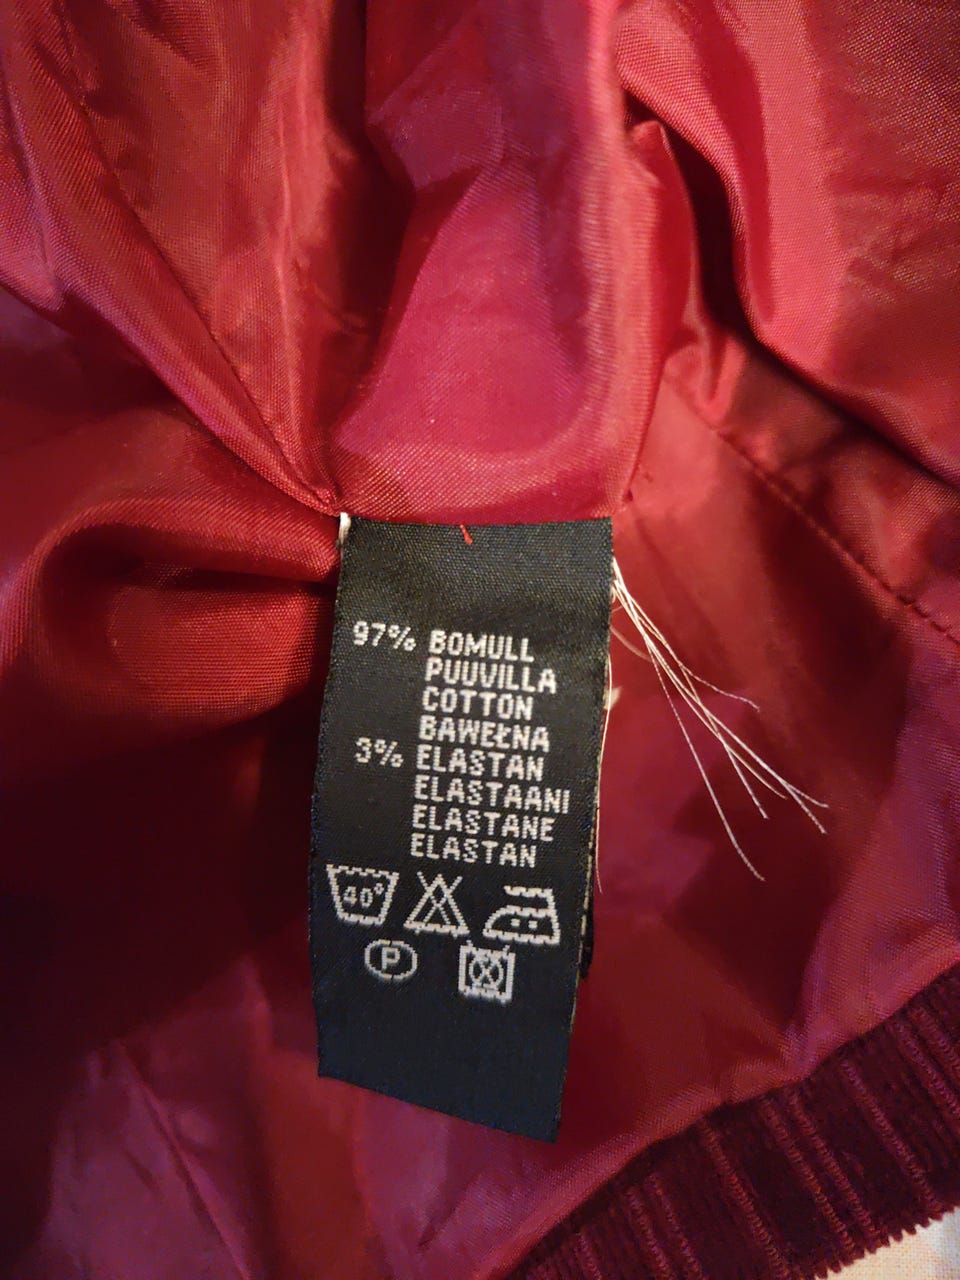 97% BOMULL
PUUVILLA
COTTON
BAWEŁNA
3% ELASTAN
ELASTAANI
ELASTANE
ELASTAN
40°
P